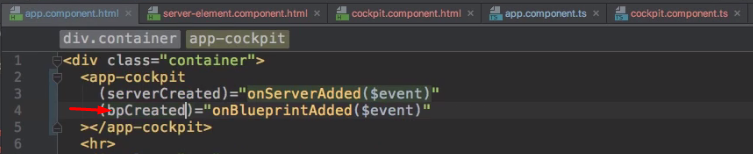 app.component.html × server-element.component.html × cockpit.component.html × app.component.ts × cockpit.component.ts ×
div.container app-cockpit
1 <div class="container">
2 <app-cockpit
3 (serverCreated)="onServerAdded($event)"
4 (bpCreated)="onBlueprintAdded($event)"
5 ></app-cockpit>
6 <hr>